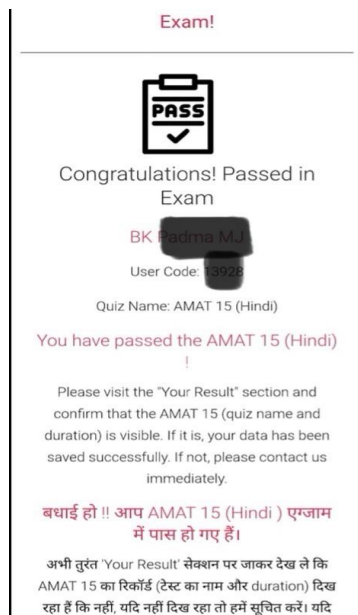 Exam!
PASS
Congratulations! Passed in
Exam
BK
User Code:
Quiz Name: AMAT 15 (Hindi)
You have passed the AMAT 15 (Hindi)
!
Please visit the "Your Result" section and
confirm that the AMAT 15 (quiz name and
duration) is visible. If it is, your data has been
saved successfully. If not, please contact us
immediately.
बधाई हो !! आप AMAT 15 (Hindi ) एग्जाम
में पास हो गए हैं।
अभी तुरंत 'Your Result' सेक्शन पर जाकर देख ले कि
AMAT 15 का रिकॉर्ड (टेस्ट का नाम और duration) दिख
रहा हैं कि नहीं, यदि नहीं दिख रहा तो हमें सूचित करें। यदि